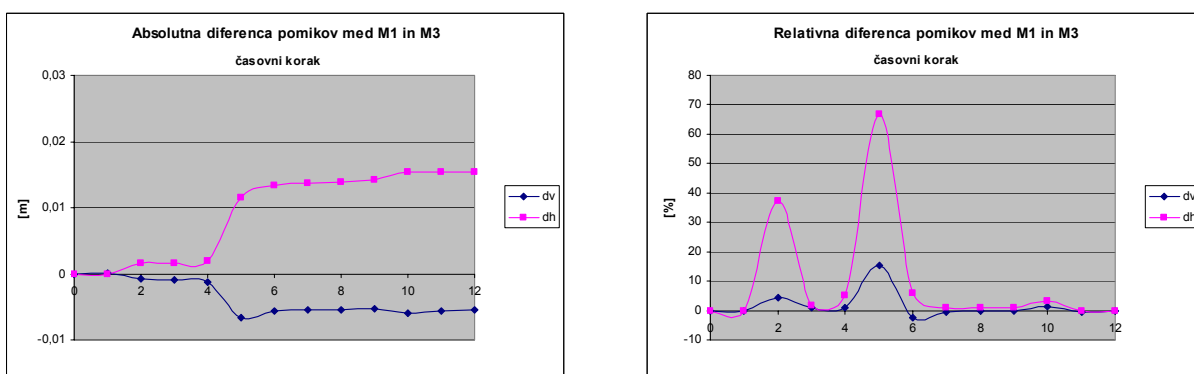 Absolutna diferenca pomikov med M1 in M3
časovni korak
0,03
0,02
0,01
0
-0,01
[m]
0 2 4 6 8 10 12
dv
dh
Relativna diferenca pomikov med M1 in M3
časovni korak
80
70
60
50
40
30
20
10
0
-10
[%]
0 2 4 6 8 10 12
dv
dh